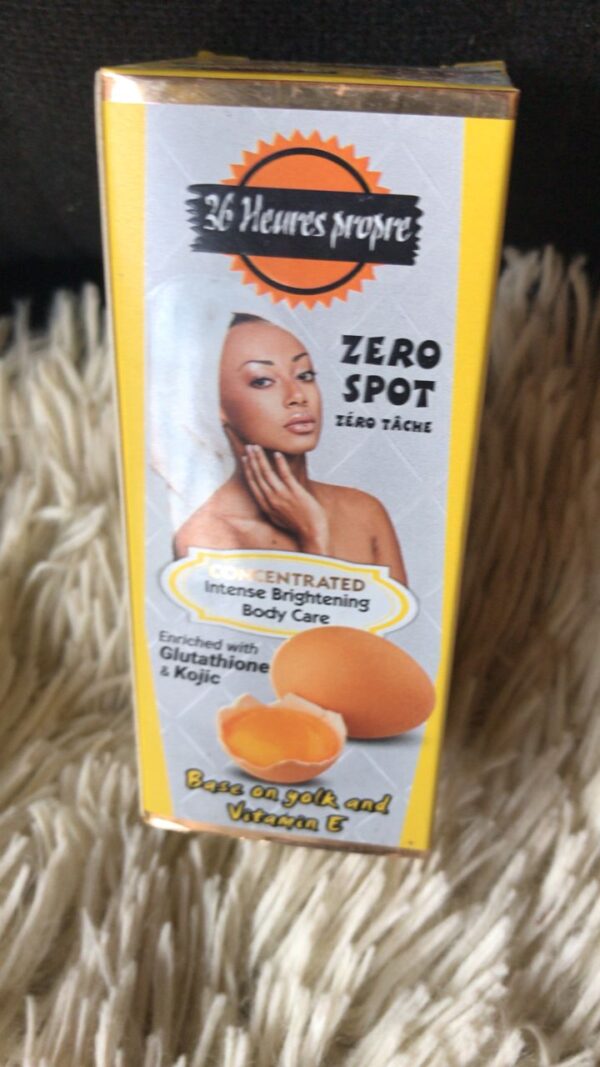 36 Heures propre
ZERO
SPOT
ZÉRO TÂCHE
CONCENTRATED
Intense Brightening
Body Care
Enriched with
Glutathione
& Kojic
Base on yolk and
Vitamin E